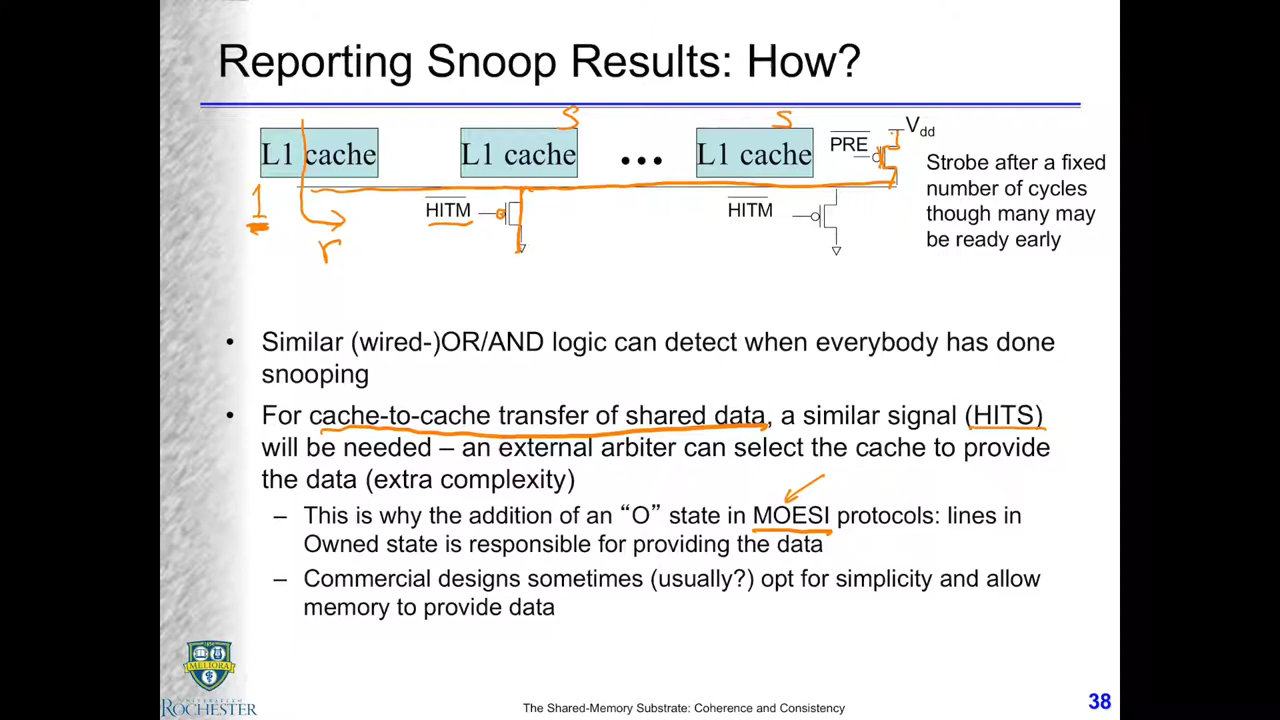 Reporting Snoop Results: How?
S S
L1 cache L1 cache ... L1 cache PRE Vdd
Strobe after a fixed
number of cycles
though many may
be ready early
1 HITM HITM
r
• Similar (wired-)OR/AND logic can detect when everybody has done
snooping
• For cache-to-cache transfer of shared data, a similar signal (HITS)
will be needed – an external arbiter can select the cache to provide
the data (extra complexity)
– This is why the addition of an “O” state in MOESI protocols: lines in
Owned state is responsible for providing the data
– Commercial designs sometimes (usually?) opt for simplicity and allow
memory to provide data
MELIORA
UNIVERSITY of
ROCHESTER
The Shared-Memory Substrate: Coherence and Consistency
38